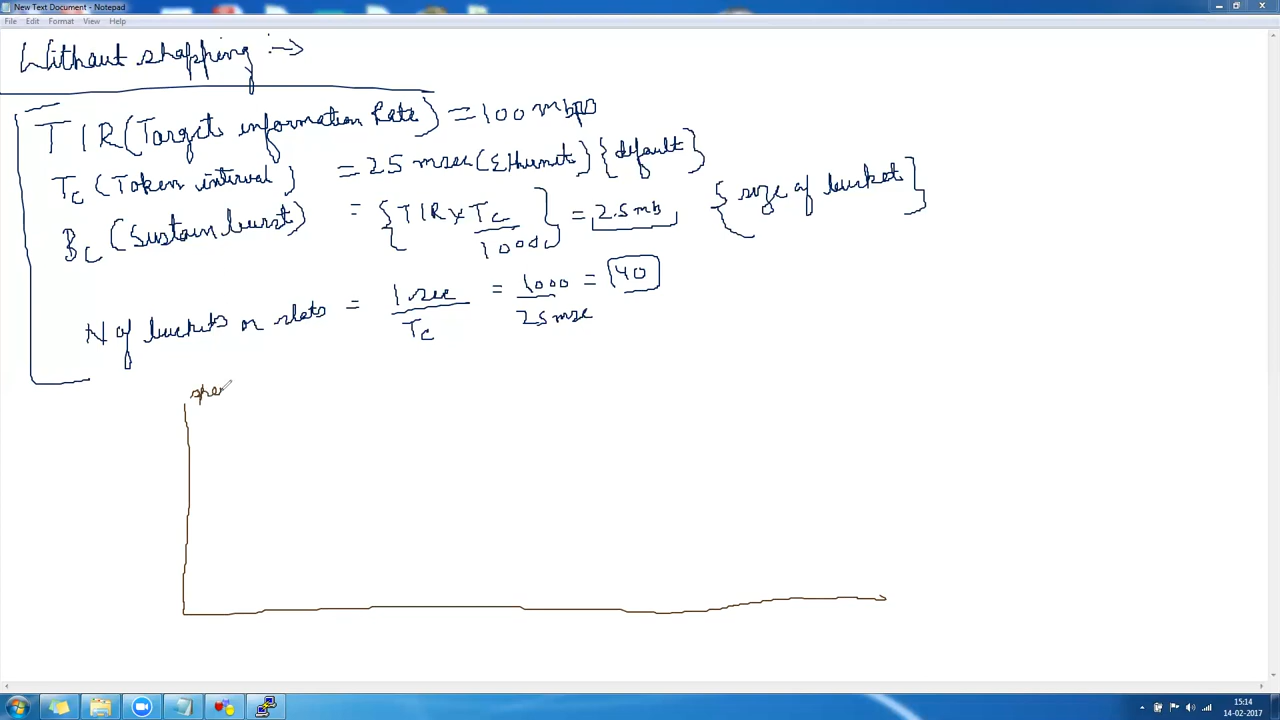 New Text Document - Notepad
File Edit Format View Help
Without shapping :→
TIR (Target information Rate) = 100 mbps
Tc (Token interval) = 25 msec (Ethernet) {default}
Bc (Sustain burst) = {TIR x Tc/1000} = 2.5 mb {size of bucket}
N of buckets or slots = 1 sec/Tc = 1000/25 msec = 40
spe
15:14
14-02-2017